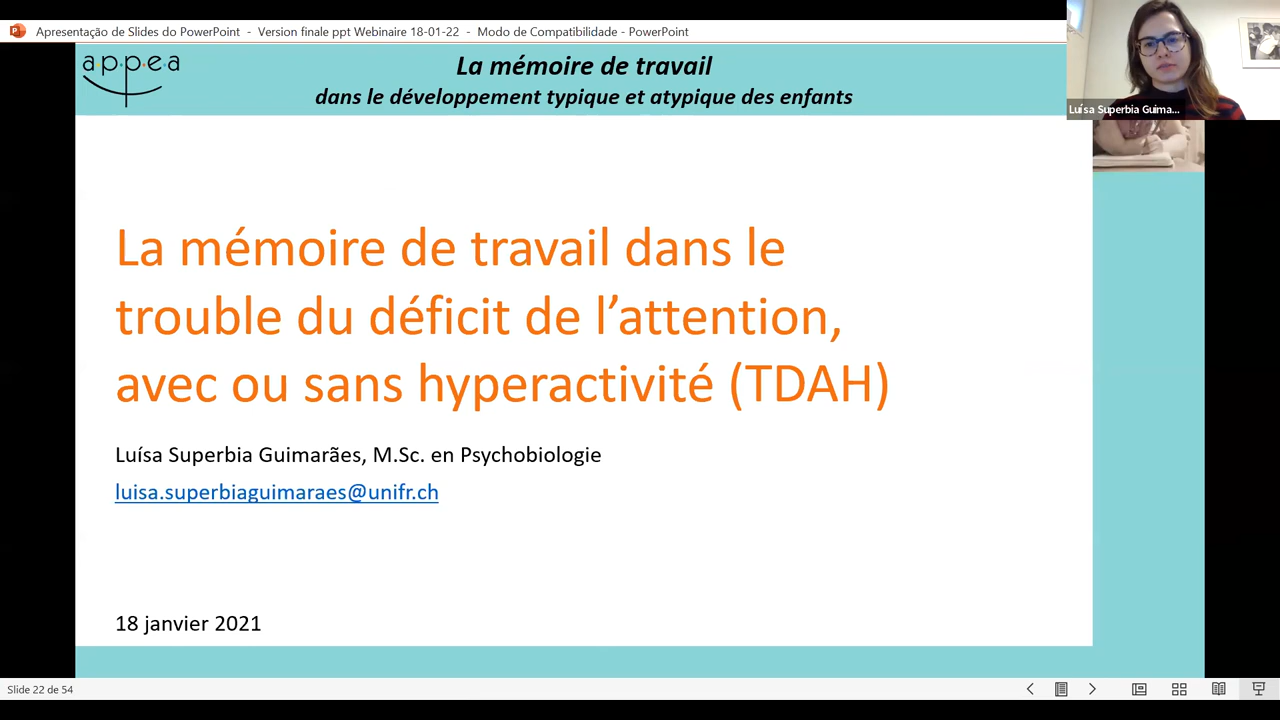 Apresentação de Slides do PowerPoint - Version finale ppt Webinaire 18-01-22 - Modo de Compatibilidade - PowerPoint
appea
La mémoire de travail
dans le développement typique et atypique des enfants
Luísa Superbia Guima...
La mémoire de travail dans le
trouble du déficit de l’attention,
avec ou sans hyperactivité (TDAH)
Luísa Superbia Guimarães, M.Sc. en Psychobiologie
luisa.superbiaguimaraes@unifr.ch
18 janvier 2021
Slide 22 de 54